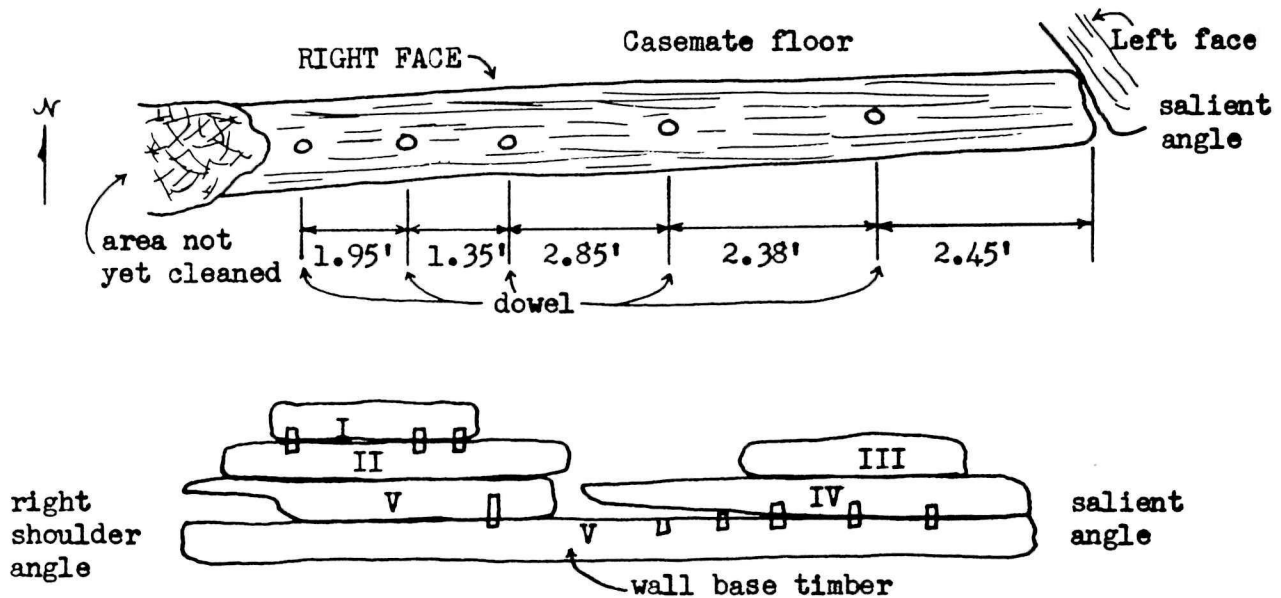 Casemate floor
Left face
RIGHT FACE
N
salient
angle
area not
yet cleaned
1.95' 1.35' 2.85' 2.38' 2.45'
dowel
I
II
III
V
IV
V
right
shoulder
angle
salient
angle
wall base timber